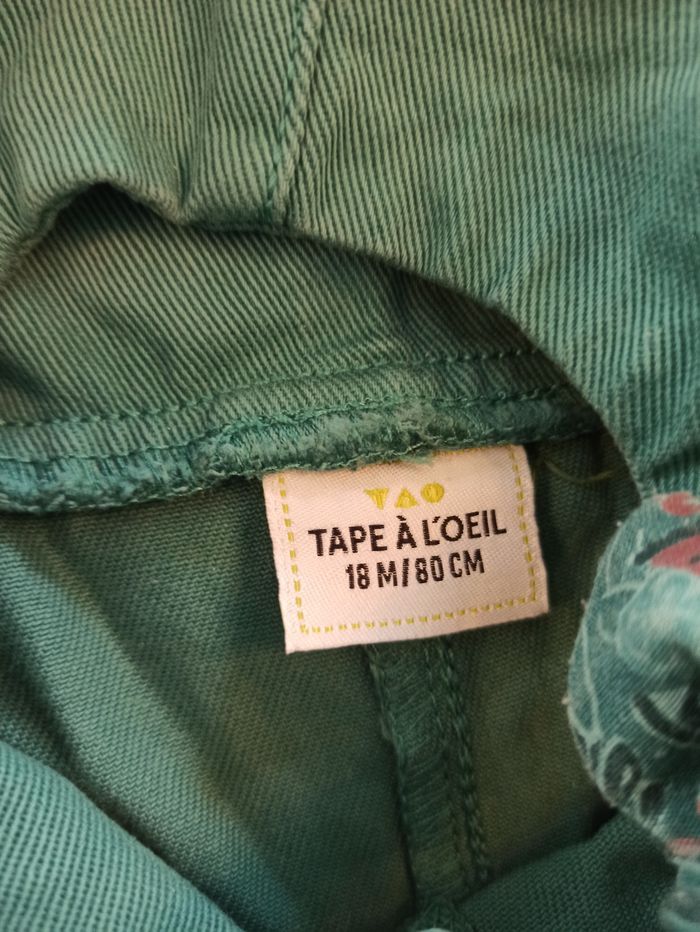 TAO
TAPE À L'OEIL
18 M/80 CM